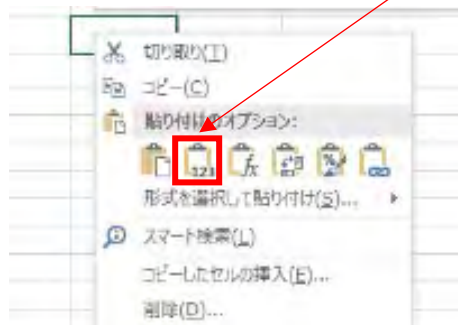 切り取り(T)
コピー(C)
貼り付けのオプション:
123 fx %
形式を選択して貼り付け(S)...
スマート検索(L)
コピーしたセルの挿入(E)...
削除(D)...